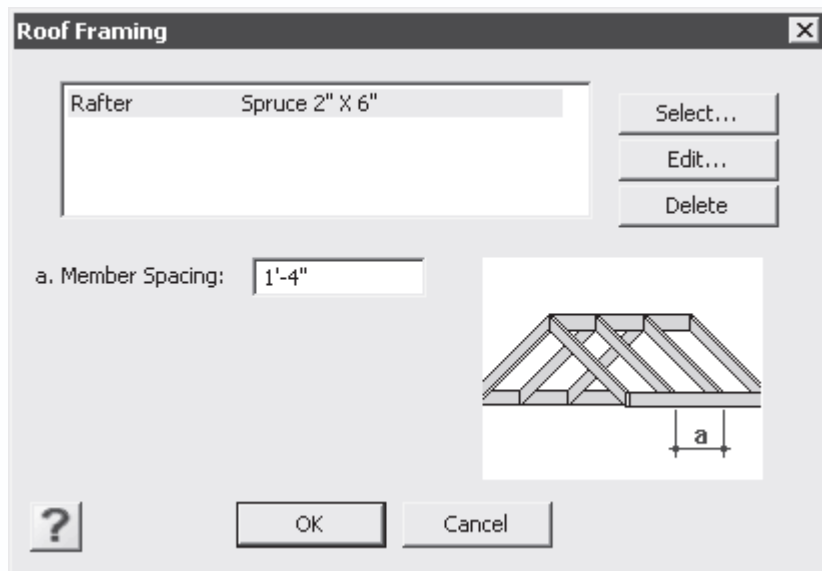 Roof Framing
Rafter Spruce 2" X 6"
Select...
Edit...
Delete
a. Member Spacing: 1'-4"
a
?
OK Cancel